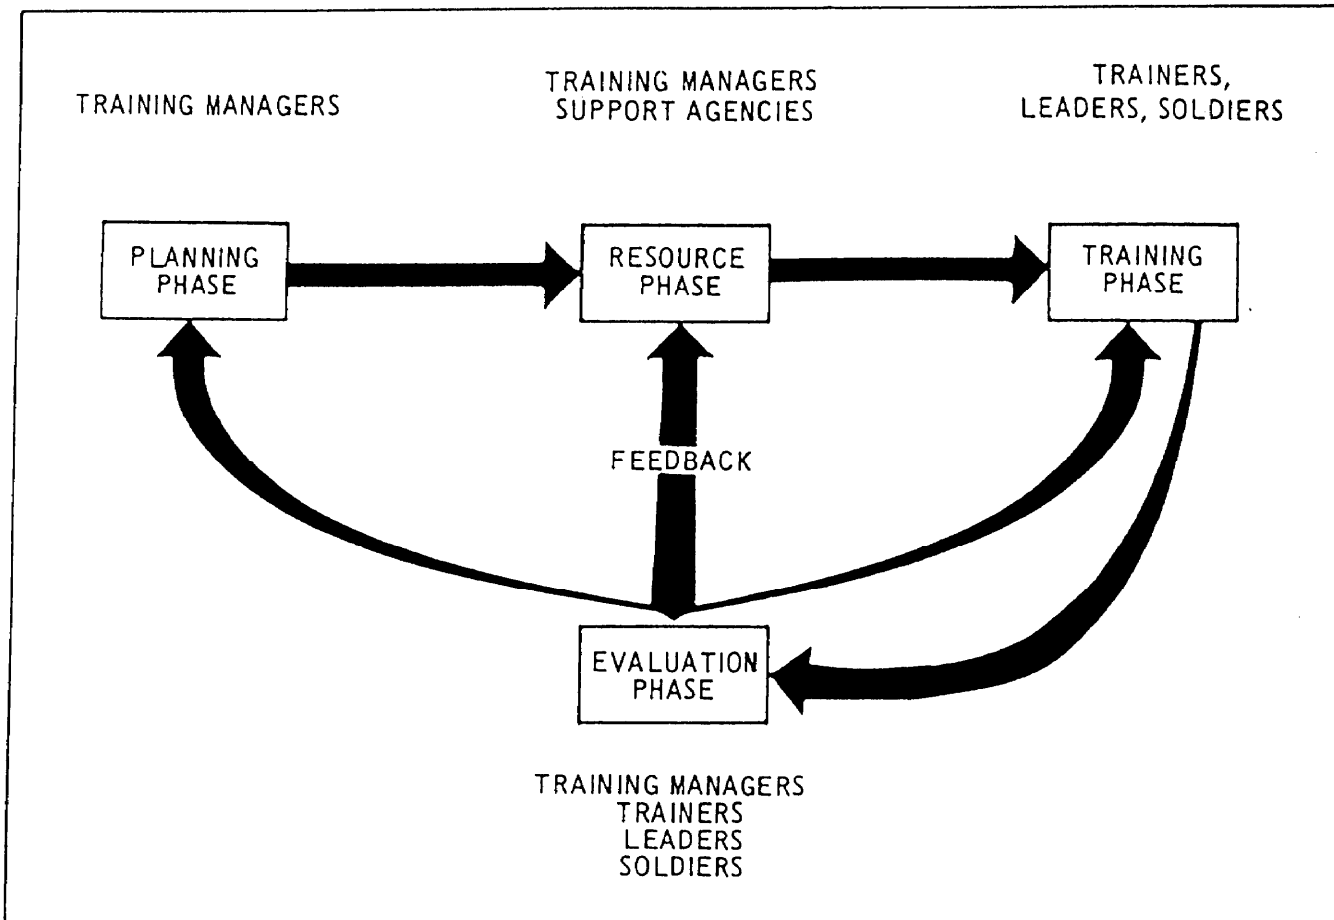 TRAINING MANAGERS
TRAINING MANAGERS
SUPPORT AGENCIES
TRAINERS,
LEADERS, SOLDIERS
PLANNING
PHASE
RESOURCE
PHASE
TRAINING
PHASE
FEEDBACK
EVALUATION
PHASE
TRAINING MANAGERS
TRAINERS
LEADERS
SOLDIERS